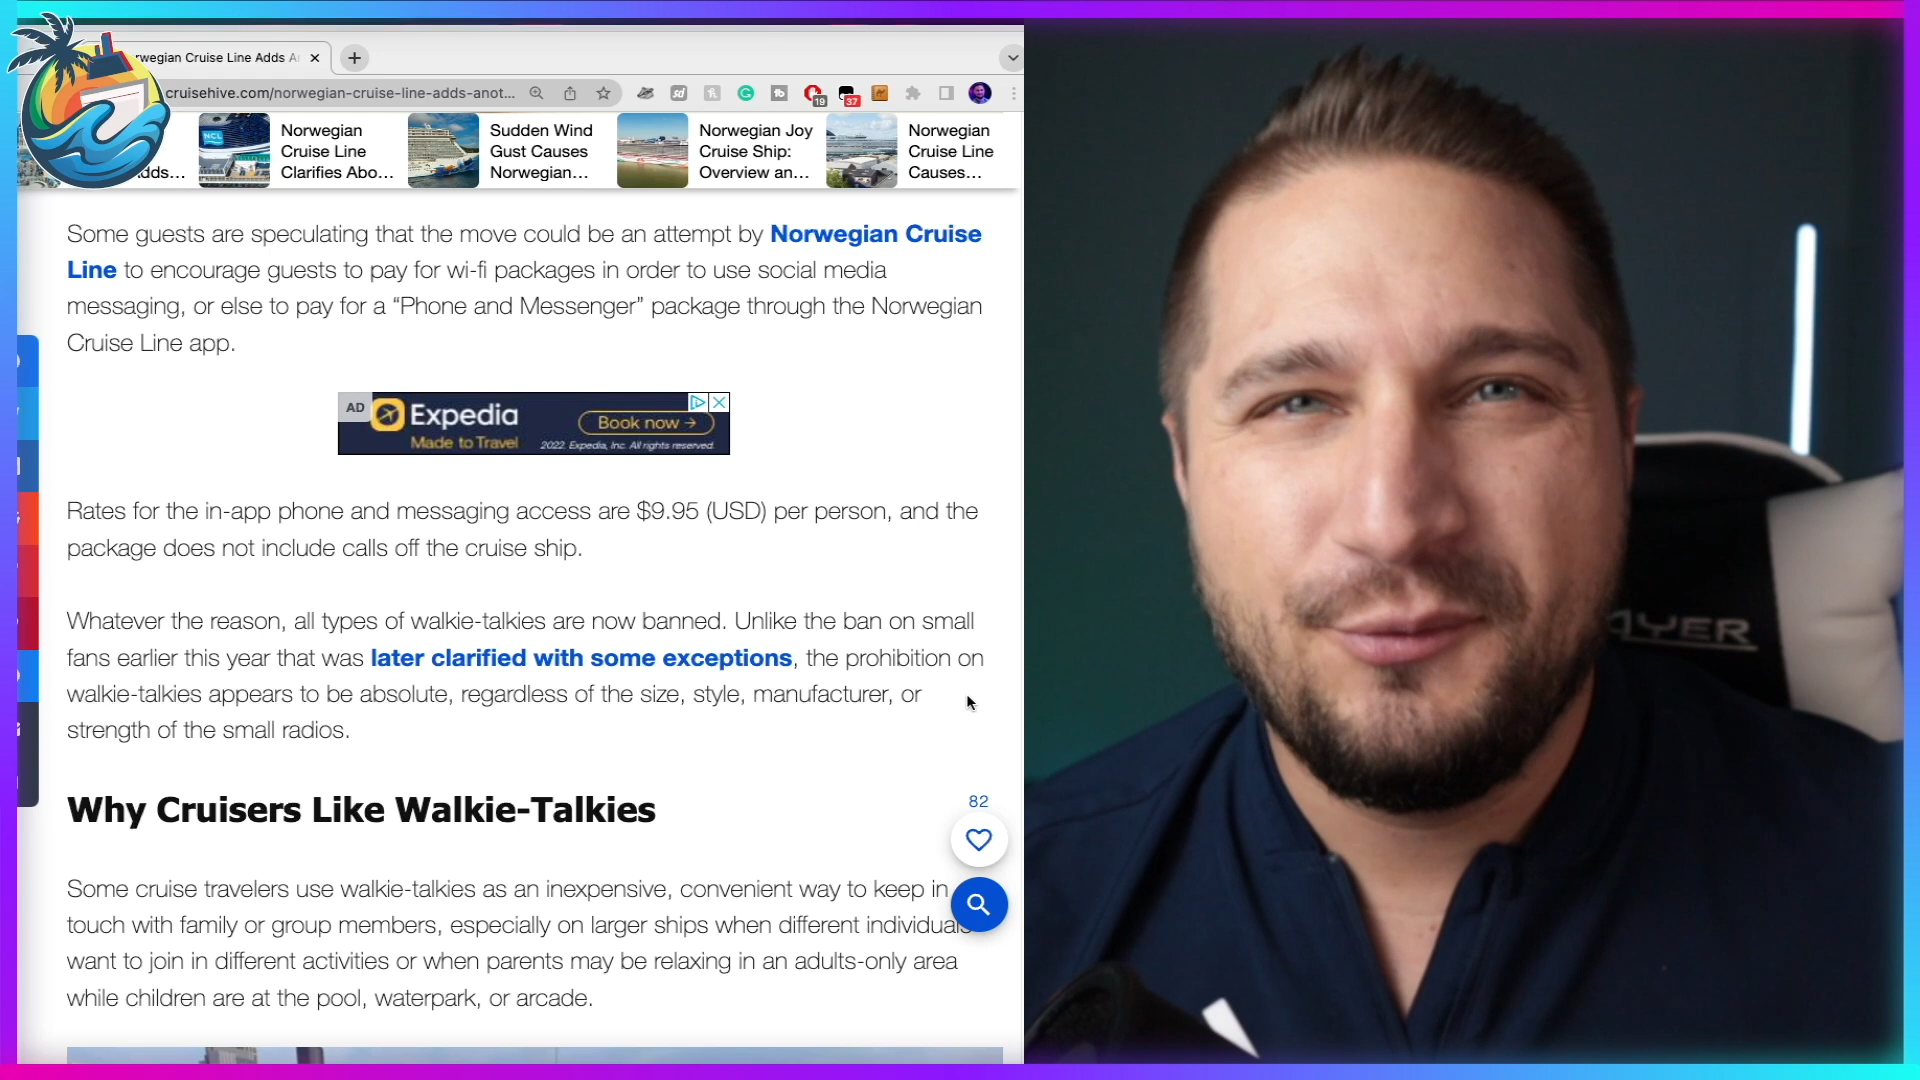 rwegian Cruise Line Adds A
cruisehive.com/norwegian-cruise-line-adds-anot...
19
37
dds...
NCL
Norwegian
Cruise Line
Clarifies Abo...
Sudden Wind
Gust Causes
Norwegian...
Norwegian Joy
Cruise Ship:
Overview an...
Norwegian
Cruise Line
Causes...
Some guests are speculating that the move could be an attempt by Norwegian Cruise
Line to encourage guests to pay for wi-fi packages in order to use social media
messaging, or else to pay for a “Phone and Messenger” package through the Norwegian
Cruise Line app.
AD
Expedia
Made to Travel
Book now →
2022 Expedia, Inc. All rights reserved.
Rates for the in-app phone and messaging access are $9.95 (USD) per person, and the
package does not include calls off the cruise ship.
Whatever the reason, all types of walkie-talkies are now banned. Unlike the ban on small
fans earlier this year that was later clarified with some exceptions, the prohibition on
walkie-talkies appears to be absolute, regardless of the size, style, manufacturer, or
strength of the small radios.
Why Cruisers Like Walkie-Talkies
82
Some cruise travelers use walkie-talkies as an inexpensive, convenient way to keep in
touch with family or group members, especially on larger ships when different individuals
want to join in different activities or when parents may be relaxing in an adults-only area
while children are at the pool, waterpark, or arcade.
AYER